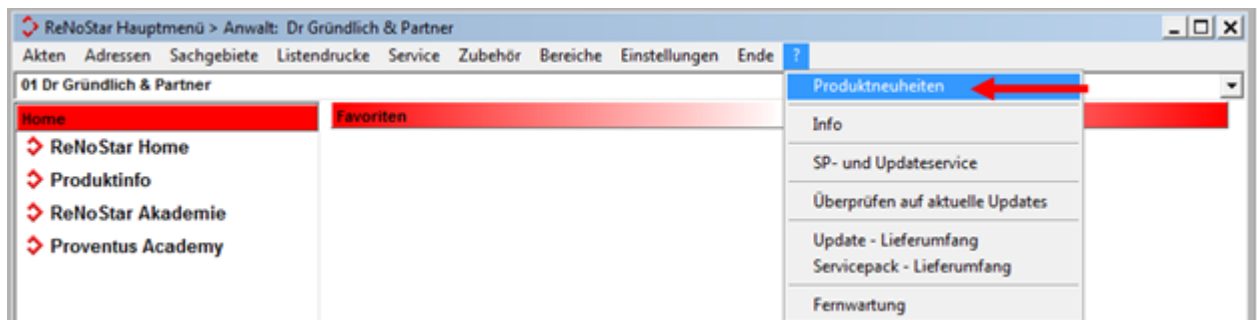 ReNoStar Hauptmenü > Anwalt: Dr Gründlich & Partner
Akten Adressen Sachgebiete Listendrucke Service Zubehör Bereiche Einstellungen Ende ?
01 Dr Gründlich & Partner
Home
ReNoStar Home
Produktinfo
ReNoStar Akademie
Proventus Academy
Favoriten
Produktneuheiten
Info
SP- und Updateservice
Überprüfen auf aktuelle Updates
Update - Lieferumfang
Servicepack - Lieferumfang
Fernwartung